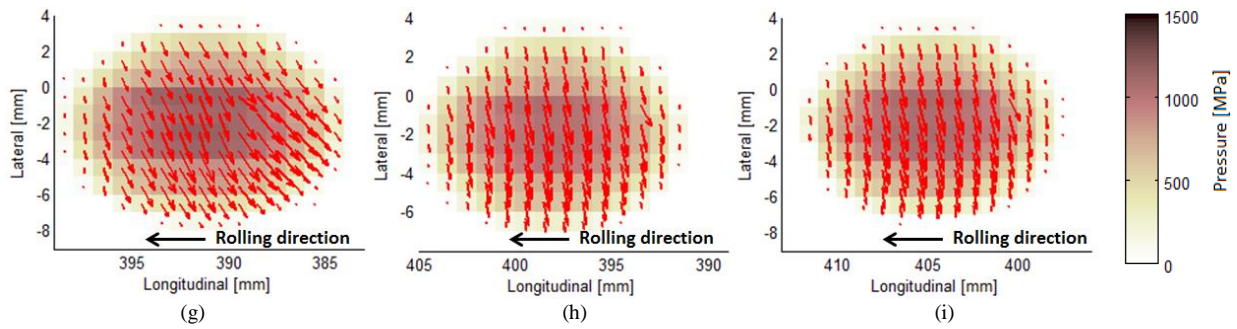 4
2
0
-2
-4
-6
-8
Lateral [mm]
395 390 385
Longitudinal [mm]
Rolling direction
(g)
4
2
0
-2
-4
-6
Lateral [mm]
405 400 395 390
Longitudinal [mm]
Rolling direction
(h)
4
2
0
-2
-4
-6
-8
Lateral [mm]
410 405 400
Longitudinal [mm]
Rolling direction
(i)
1500
1000
500
0
Pressure [MPa]